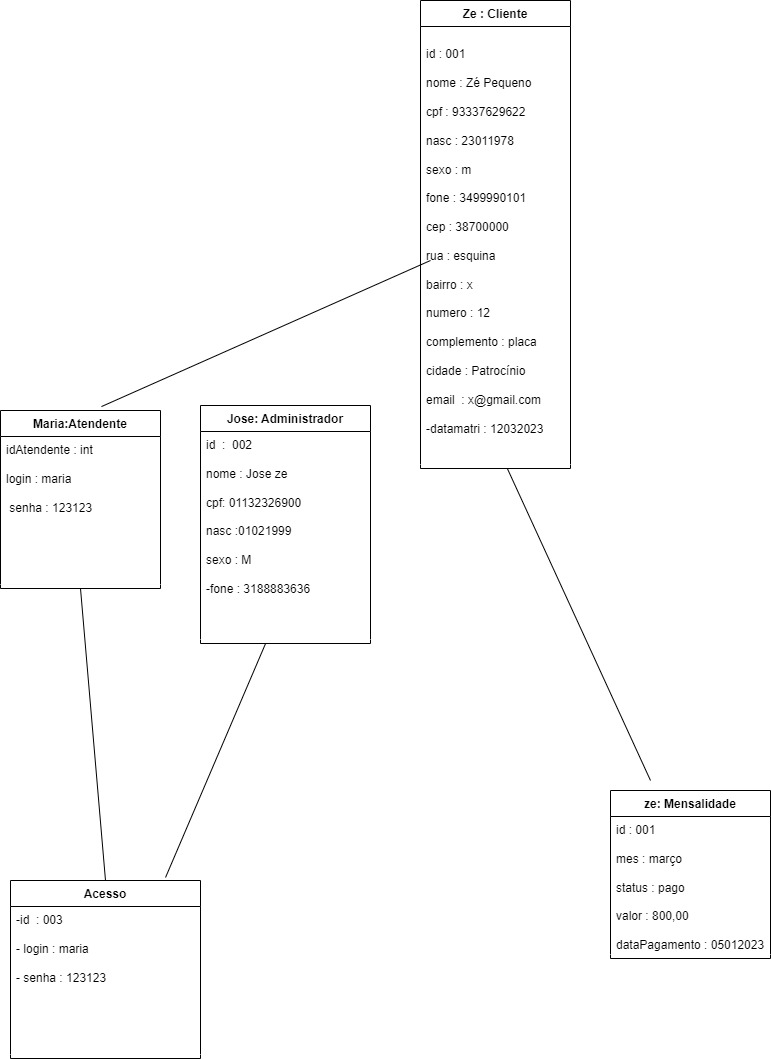 Ze : Cliente
id : 001
nome : Zé Pequeno
cpf : 93337629622
nasc : 23011978
sexo : m
fone : 3499990101
cep : 38700000
rua : esquina
bairro : x
numero : 12
complemento : placa
cidade : Patrocínio
email  : x@gmail.com
-datamatri : 12032023
Maria:Atendente
idAtendente : int
login : maria
senha : 123123
Jose: Administrador
id  :  002
nome : Jose ze
cpf: 01132326900
nasc :01021999
sexo : M
-fone : 3188883636
ze: Mensalidade
id : 001
mes : março
status : pago
valor : 800,00
dataPagamento : 05012023
Acesso
-id  : 003
- login : maria
- senha : 123123